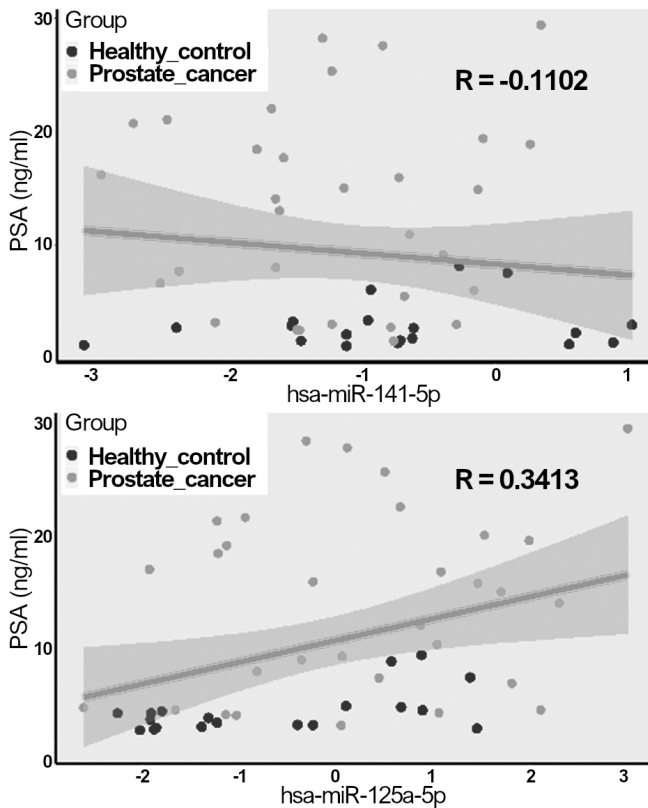 30
Group
Healthy_control
Prostate_cancer
R = -0.1102
20
PSA (ng/ml)
10
0
-3 -2 -1 0 1
hsa-miR-141-5p
30
Group
Healthy_control
Prostate_cancer
R = 0.3413
20
PSA (ng/ml)
10
0
-2 -1 0 1 2 3
hsa-miR-125a-5p